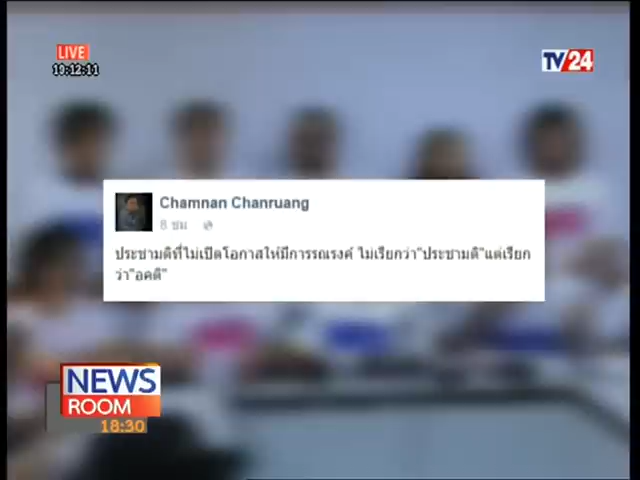 LIVE
19:12:11
TV24
Chamnan Chanruang
8 ชม
ประชามติที่ไม่เปิดโอกาสให้มีการรณรงค์ ไม่เรียกว่า"ประชามติ"แต่เรียก
ว่า"อคติ"
NEWS
ROOM
18:30